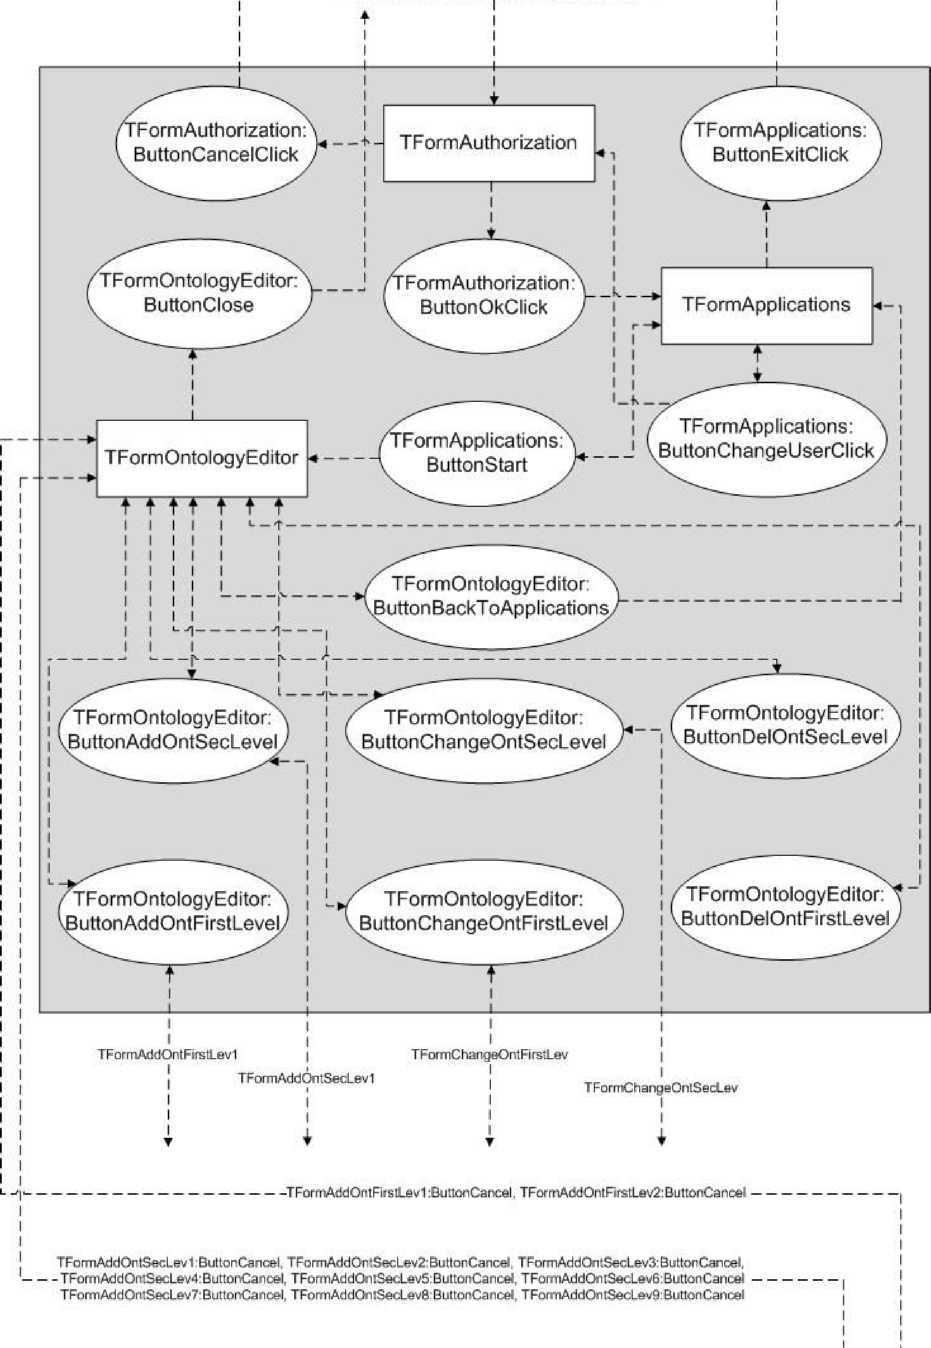 TFormAuthorization:
ButtonCancelClick
TFormAuthorization
TFormApplications:
ButtonExitClick
TFormOntologyEditor:
ButtonClose
TFormAuthorization:
ButtonOkClick
TFormApplications
TFormOntologyEditor
TFormApplications:
ButtonStart
TFormApplications:
ButtonChangeUserClick
TFormOntologyEditor:
ButtonBackToApplications
TFormOntologyEditor:
ButtonAddOntSecLevel
TFormOntologyEditor:
ButtonChangeOntSecLevel
TFormOntologyEditor:
ButtonDelOntSecLevel
TFormOntologyEditor:
ButtonAddOntFirstLevel
TFormOntologyEditor:
ButtonChangeOntFirstLevel
TFormOntologyEditor:
ButtonDelOntFirstLevel
TFormAddOntFirstLev1
TFormChangeOntFirstLev
TFormAddOntSecLev1
TFormChangeOntSecLev
TFormAddOntFirstLev1:ButtonCancel, TFormAddOntFirstLev2:ButtonCancel
TFormAddOntSecLev1:ButtonCancel, TFormAddOntSecLev2:ButtonCancel, TFormAddOntSecLev3:ButtonCancel,
TFormAddOntSecLev4:ButtonCancel, TFormAddOntSecLev5:ButtonCancel, TFormAddOntSecLev6:ButtonCancel
TFormAddOntSecLev7:ButtonCancel, TFormAddOntSecLev8:ButtonCancel, TFormAddOntSecLev9:ButtonCancel